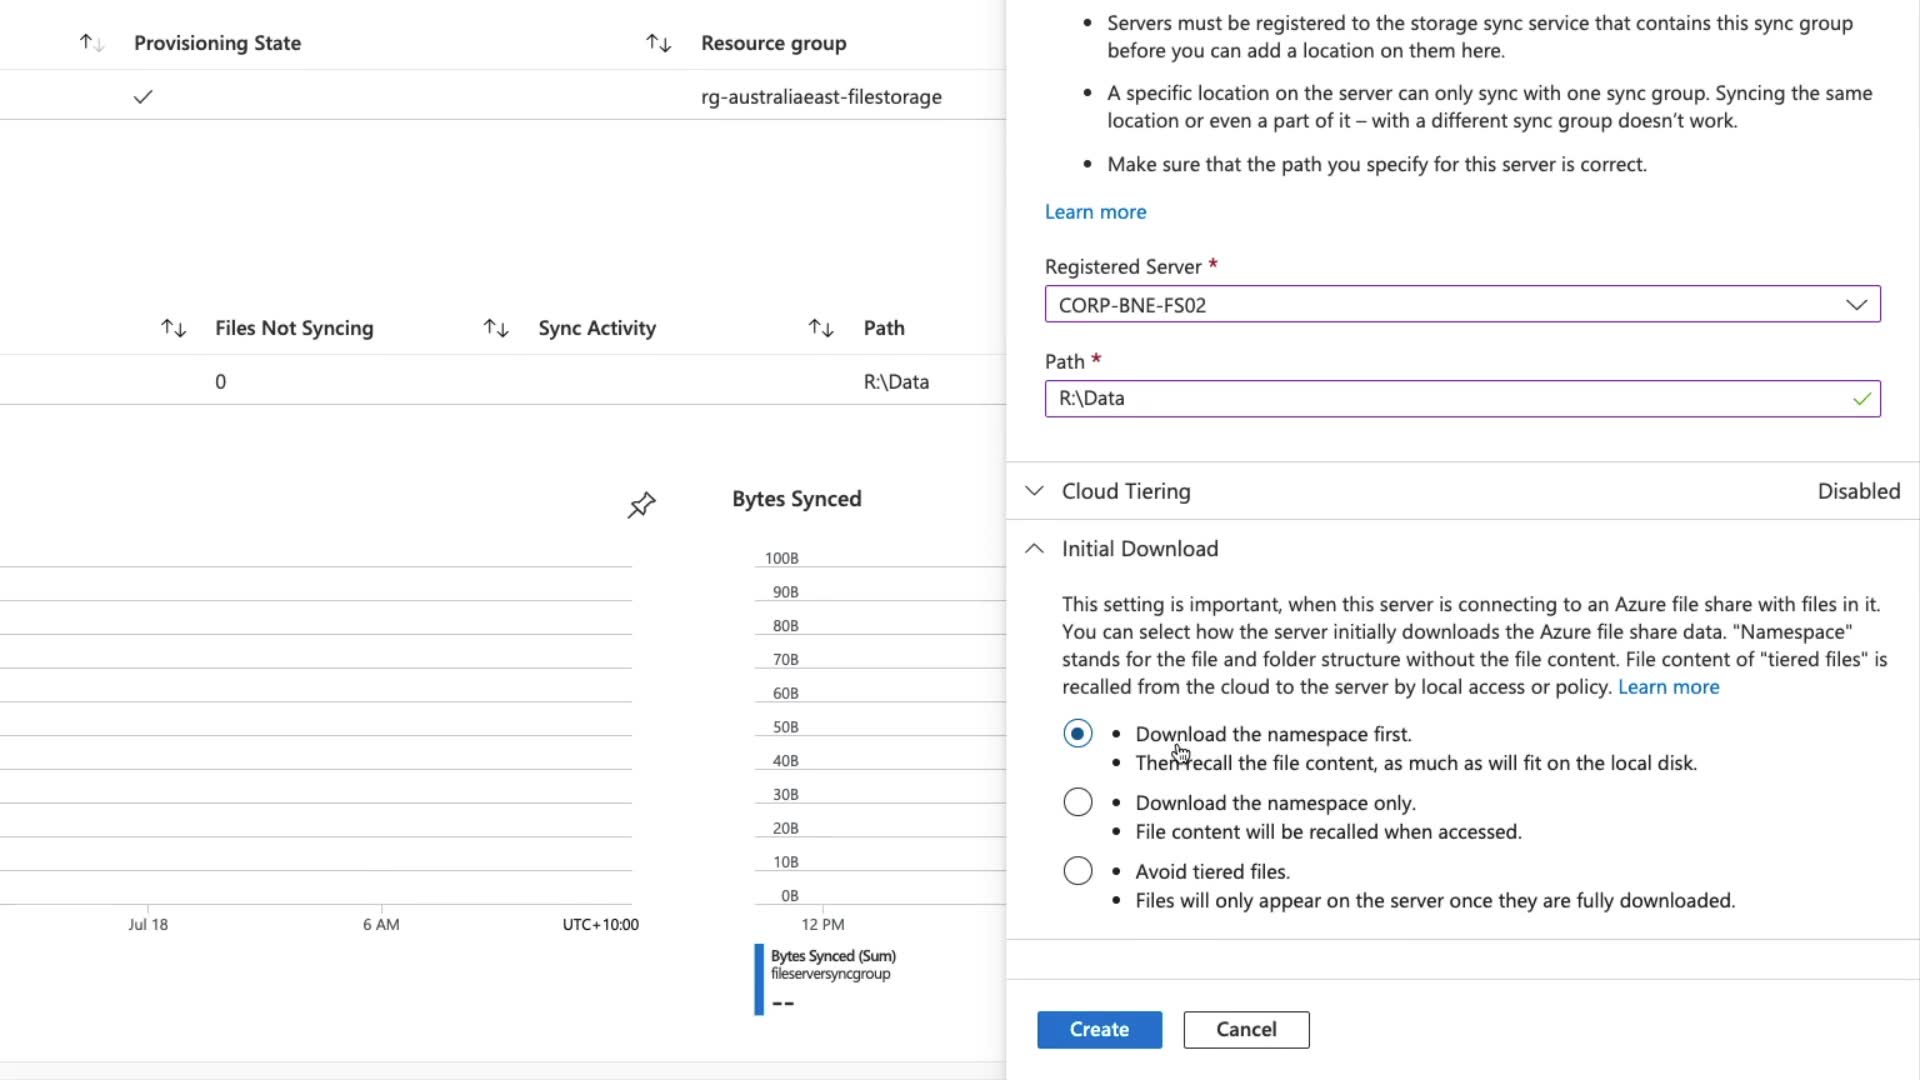 Provisioning State
Resource group
rg-australiaeast-filestorage
Files Not Syncing
Sync Activity
Path
0
R:\Data
Bytes Synced
100B
90B
80B
70B
60B
50B
40B
30B
20B
10B
0B
Jul 18
6 AM
UTC+10:00
12 PM
Bytes Synced (Sum)
fileserversyncgroup
--
• Servers must be registered to the storage sync service that contains this sync group
before you can add a location on them here.
• A specific location on the server can only sync with one sync group. Syncing the same
location or even a part of it – with a different sync group doesn’t work.
• Make sure that the path you specify for this server is correct.
Learn more
Registered Server *
CORP-BNE-FS02
Path *
R:\Data
Cloud Tiering
Disabled
Initial Download
This setting is important, when this server is connecting to an Azure file share with files in it.
You can select how the server initially downloads the Azure file share data. "Namespace"
stands for the file and folder structure without the file content. File content of "tiered files" is
recalled from the cloud to the server by local access or policy. Learn more
• Download the namespace first.
• Then recall the file content, as much as will fit on the local disk.
• Download the namespace only.
• File content will be recalled when accessed.
• Avoid tiered files.
• Files will only appear on the server once they are fully downloaded.
Create
Cancel